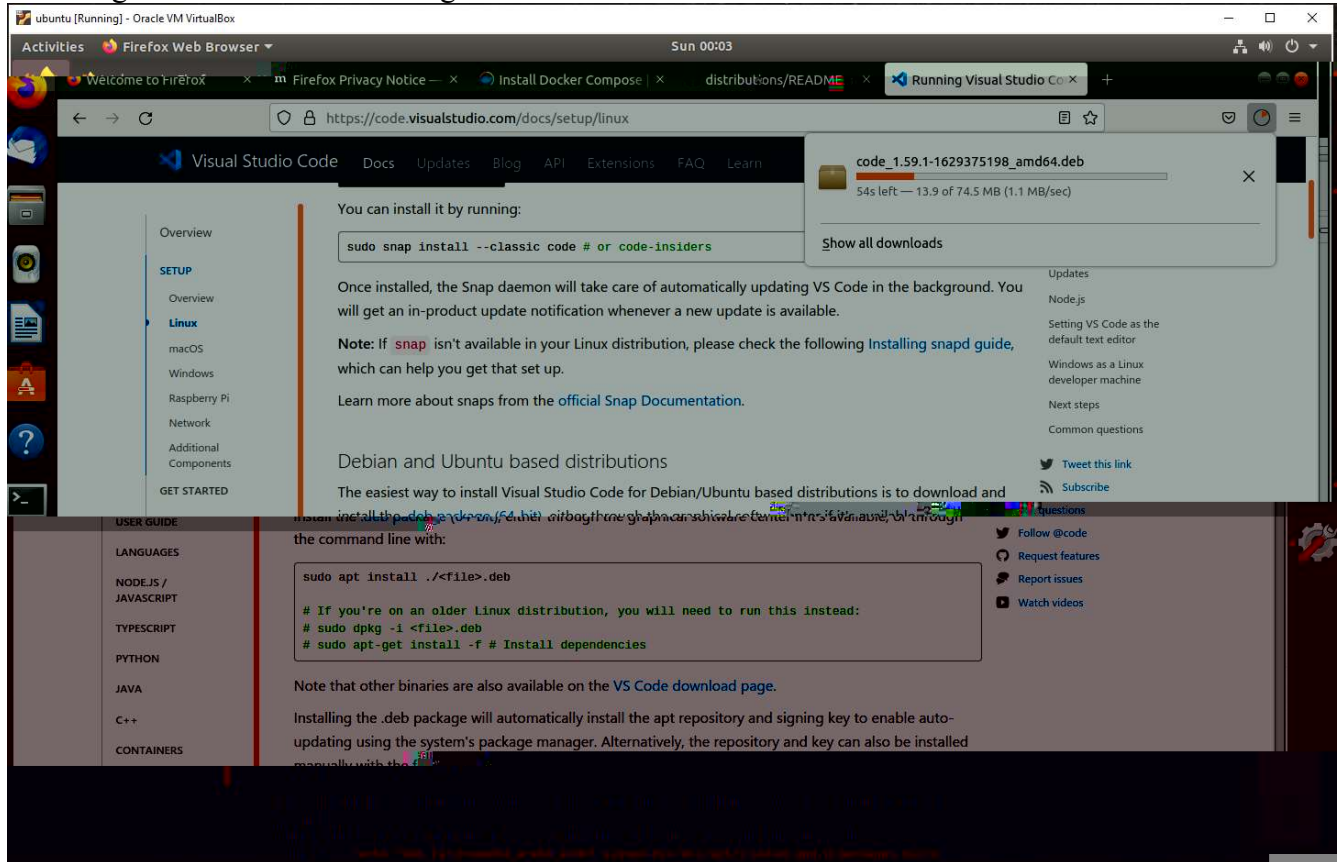 ubuntu [Running] - Oracle VM VirtualBox
Activities Firefox Web Browser Sun 00:03
Welcome to Firefox × m Firefox Privacy Notice — × Install Docker Compose | × distributions/README × Running Visual Studio Co × +
https://code.visualstudio.com/docs/setup/linux
Visual Studio Code Docs Updates Blog API Extensions FAQ Learn
code_1.59.1-1629375198_amd64.deb
54s left — 13.9 of 74.5 MB (1.1 MB/sec)
Show all downloads
Overview
SETUP
Overview
Linux
macOS
Windows
Raspberry Pi
Network
Additional
Components
GET STARTED
USER GUIDE
LANGUAGES
NODE.JS /
JAVASCRIPT
TYPESCRIPT
PYTHON
JAVA
C++
CONTAINERS
You can install it by running:
sudo snap install --classic code # or code-insiders
Once installed, the Snap daemon will take care of automatically updating VS Code in the background. You
will get an in-product update notification whenever a new update is available.
Note: If snap isn't available in your Linux distribution, please check the following Installing snapd guide,
which can help you get that set up.
Learn more about snaps from the official Snap Documentation.
Debian and Ubuntu based distributions
The easiest way to install Visual Studio Code for Debian/Ubuntu based distributions is to download and
the command line with:
sudo apt install ./<file>.deb
# If you're on an older Linux distribution, you will need to run this instead:
# sudo dpkg -i <file>.deb
# sudo apt-get install -f # Install dependencies
Note that other binaries are also available on the VS Code download page.
Installing the .deb package will automatically install the apt repository and signing key to enable auto-
updating using the system's package manager. Alternatively, the repository and key can also be installed
manually with the
Updates
Node.js
Setting VS Code as the
default text editor
Windows as a Linux
developer machine
Next steps
Common questions
Tweet this link
Subscribe
questions
Follow @code
Request features
Report issues
Watch videos